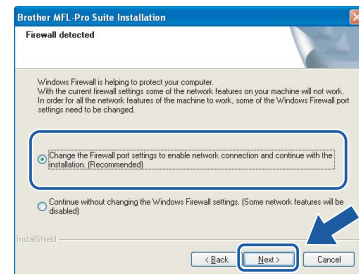 Brother MFL-Pro Suite Installation
Firewall detected
Windows Firewall is helping to protect your computer.
With the current firewall settings some of the network features on your machine will not work.
In order for all the network features of the machine to work, some of the Windows Firewall port
settings need to be changed.
Change the Firewall port settings to enable network connection and continue with the
installation. (Recommended)
Continue without changing the Windows Firewall settings. (Some network features will be
disabled)
InstallShield
< Back
Next >
Cancel